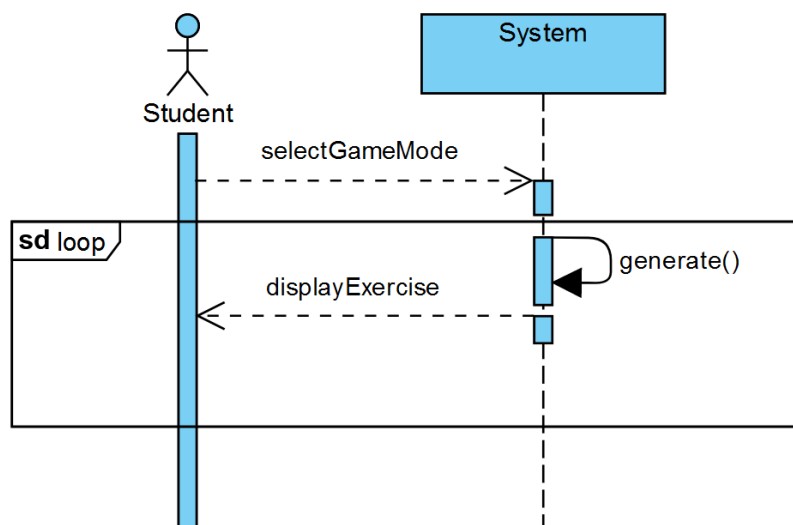 System
Student
selectGameMode
sd loop
generate()
displayExercise